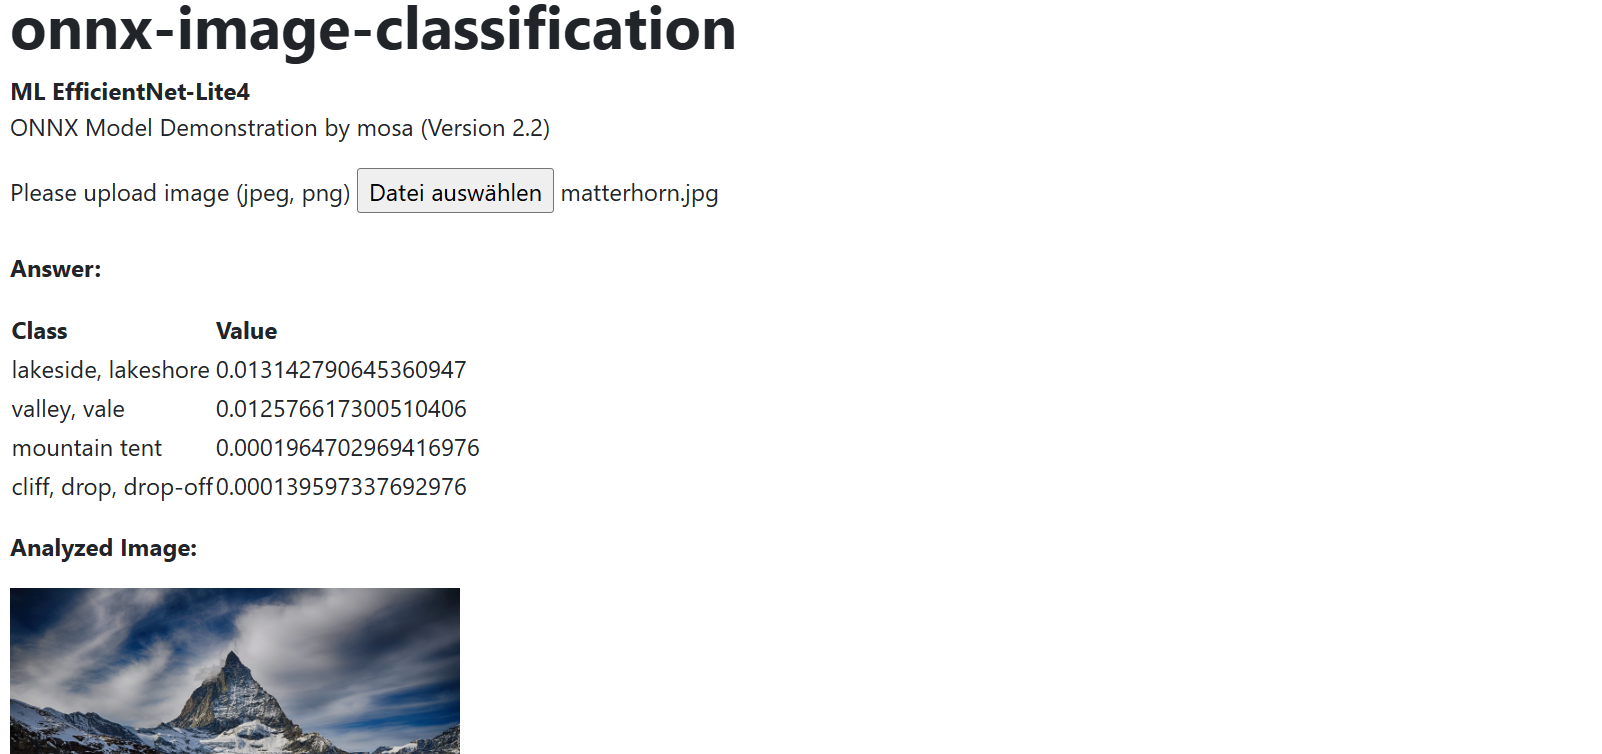 onnx-image-classification
ML EfficientNet-Lite4
ONNX Model Demonstration by mosa (Version 2.2)
Please upload image (jpeg, png) Datei auswählen matterhorn.jpg
Answer:
Class Value
lakeside, lakeshore 0.013142790645360947
valley, vale 0.012576617300510406
mountain tent 0.0001964702969416976
cliff, drop, drop-off 0.000139597337692976
Analyzed Image: